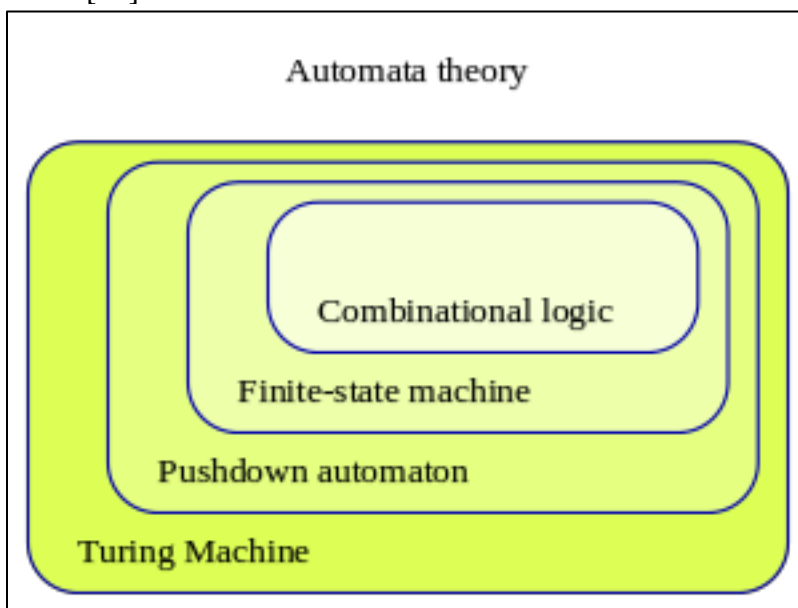 Automata theory
Combinational logic
Finite-state machine
Pushdown automaton
Turing Machine